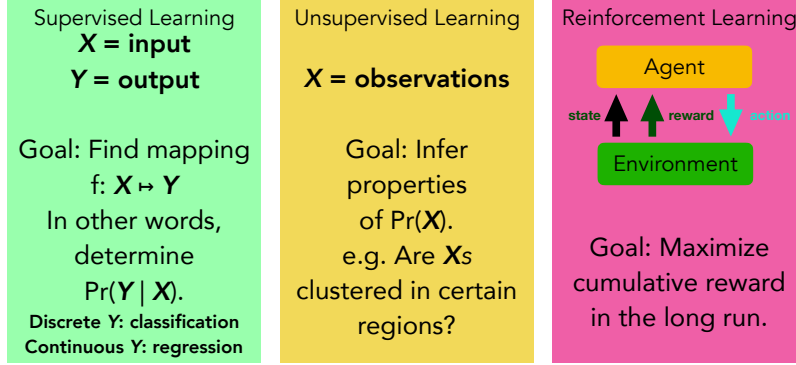 Supervised Learning
X = input
Y = output
Goal: Find mapping
f: X ↦ Y
In other words,
determine
Pr(Y | X).
Discrete Y: classification
Continuous Y: regression
Unsupervised Learning
X = observations
Goal: Infer
properties
of Pr(X).
e.g. Are Xs
clustered in certain
regions?
Reinforcement Learning
Agent
state reward action
Environment
Goal: Maximize
cumulative reward
in the long run.